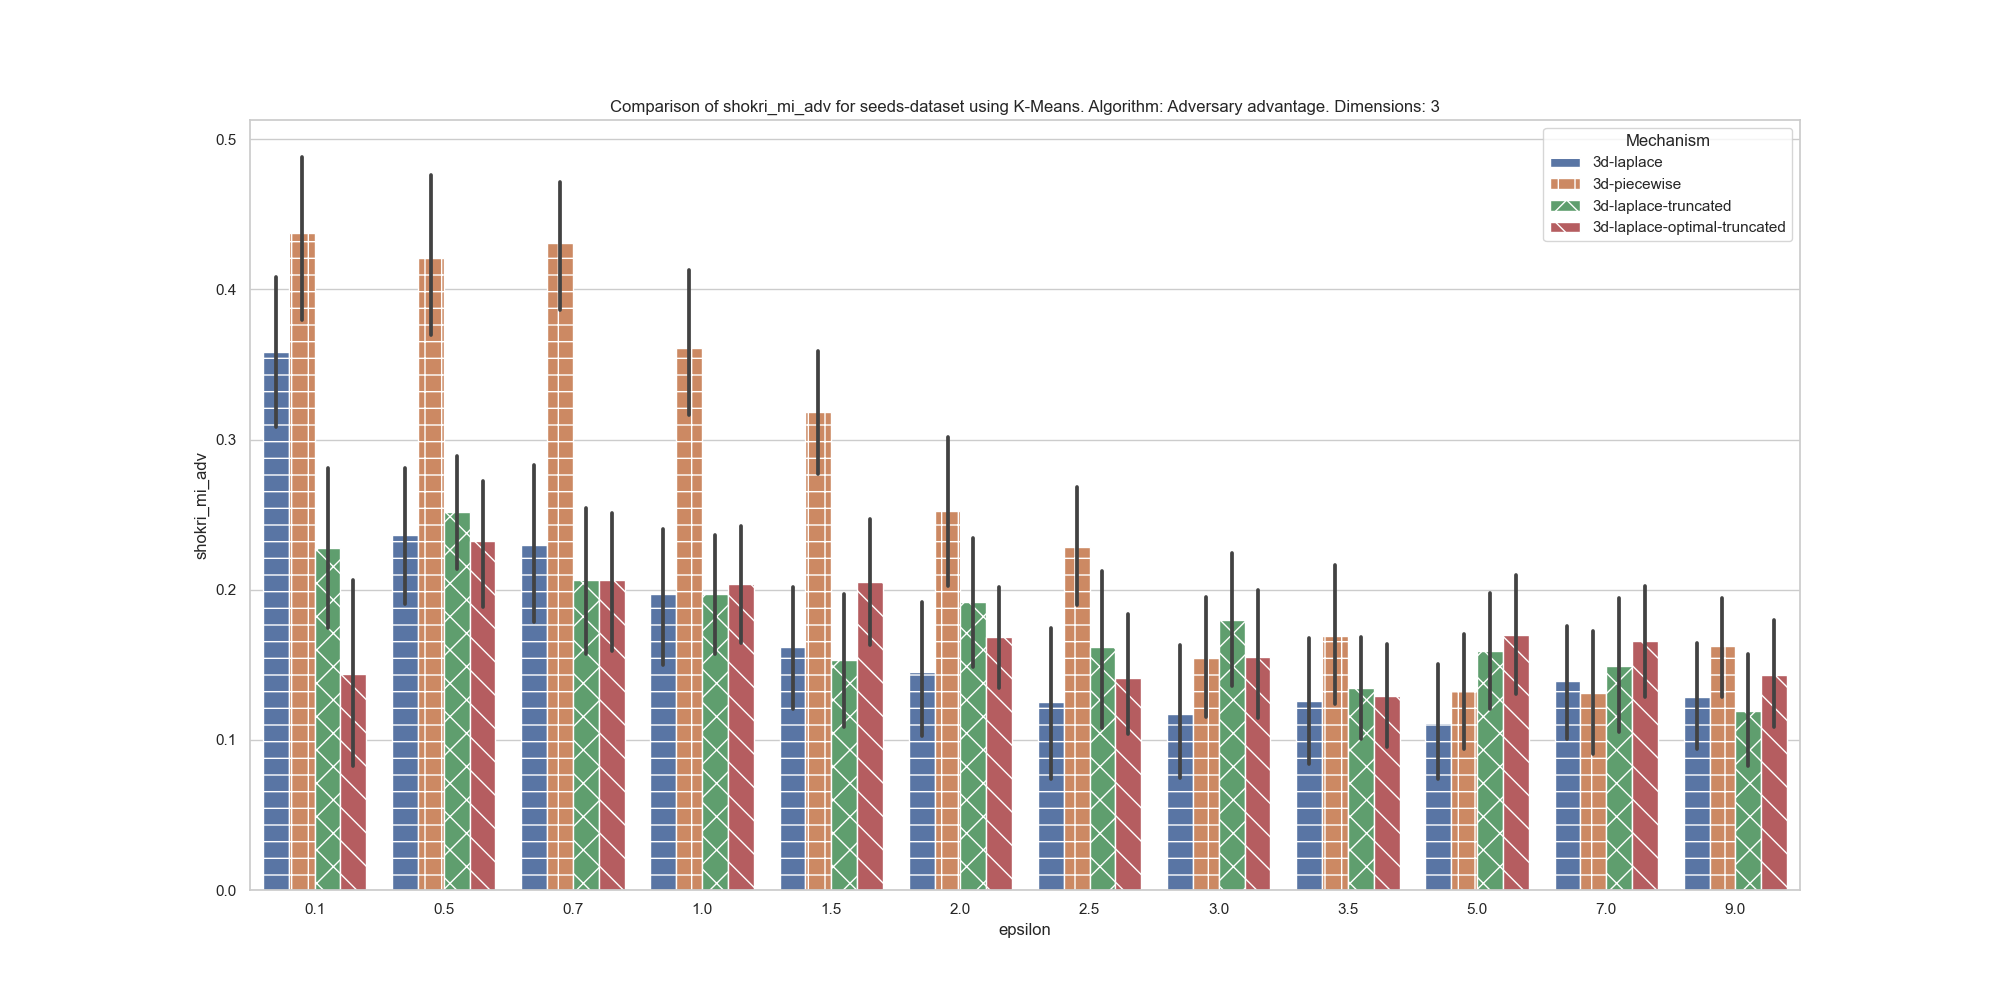 Comparison of shokri_mi_adv for seeds-dataset using K-Means. Algorithm: Adversary advantage. Dimensions: 3
Mechanism
3d-laplace
3d-piecewise
3d-laplace-truncated
3d-laplace-optimal-truncated
shokri_mi_adv
0.5
0.4
0.3
0.2
0.1
0.0
0.1 0.5 0.7 1.0 1.5 2.0 2.5 3.0 3.5 5.0 7.0 9.0
epsilon